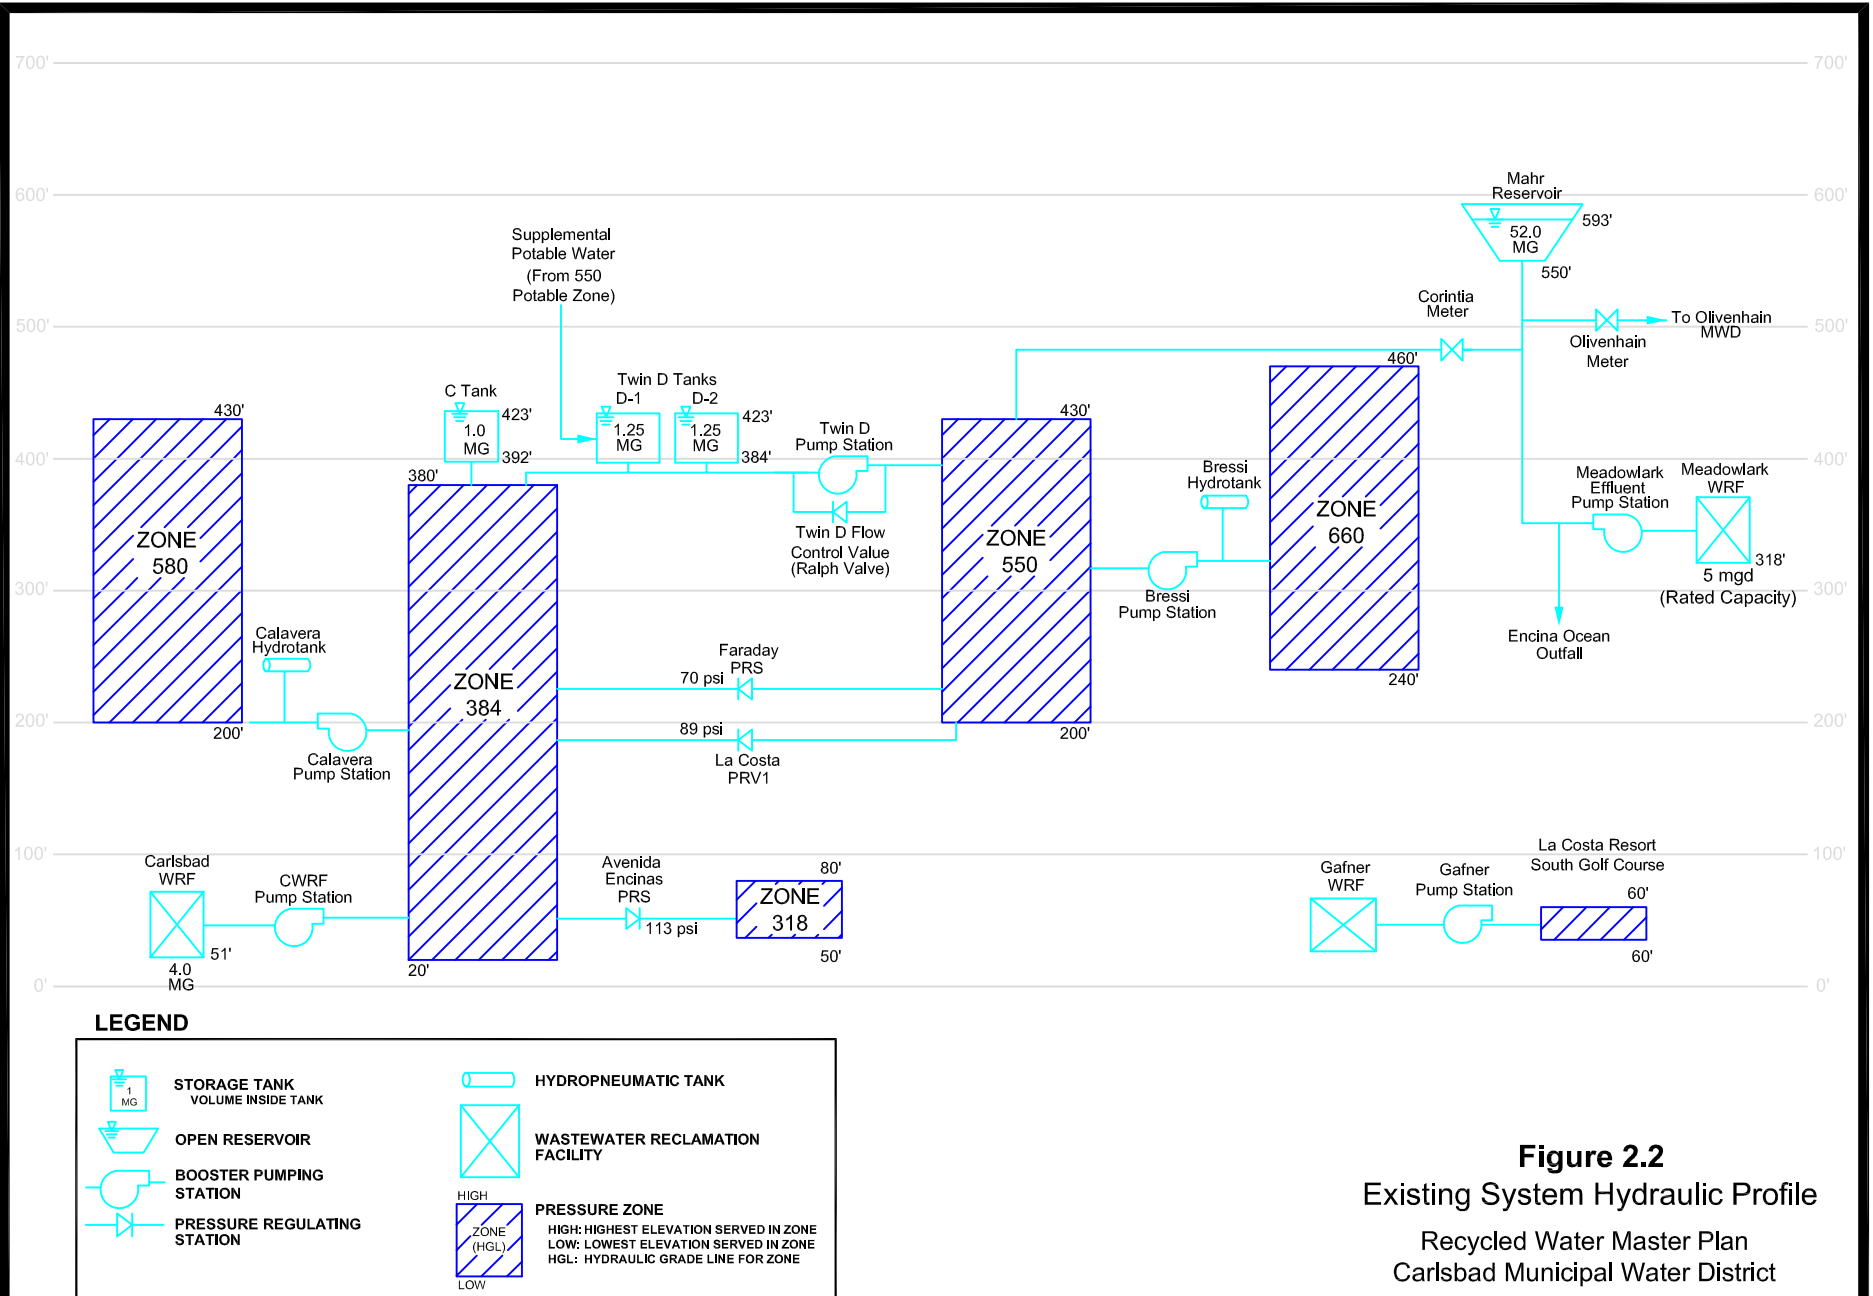 700'
700'
600'
600'
500'
500'
400'
400'
300'
300'
200'
200'
100'
100'
0'
0'
Supplemental
Potable Water
(From 550
Potable Zone)
Mahr
Reservoir
52.0
MG
593'
550'
Corintia
Meter
Olivenhain
Meter
To Olivenhain
MWD
C Tank
1.0
MG
423'
392'
Twin D Tanks
D-1
D-2
1.25
MG
1.25
MG
423'
384'
Twin D
Pump Station
Twin D Flow
Control Value
(Ralph Valve)
430'
ZONE
580
200'
380'
ZONE
384
20'
430'
ZONE
550
200'
460'
ZONE
660
240'
Bressi
Hydrotank
Bressi
Pump Station
Meadowlark
Effluent
Pump Station
Meadowlark
WRF
318'
5 mgd
(Rated Capacity)
Encina Ocean
Outfall
Calavera
Hydrotank
Calavera
Pump Station
Faraday
PRS
70 psi
89 psi
La Costa
PRV1
Carlsbad
WRF
51'
4.0
MG
CWRF
Pump Station
Avenida
Encinas
PRS
113 psi
80'
ZONE
318
50'
Gafner
WRF
Gafner
Pump Station
La Costa Resort
South Golf Course
60'
60'
LEGEND
1
MG
STORAGE TANK
VOLUME INSIDE TANK
OPEN RESERVOIR
BOOSTER PUMPING
STATION
PRESSURE REGULATING
STATION
HYDROPNEUMATIC TANK
WASTEWATER RECLAMATION
FACILITY
HIGH
ZONE
(HGL)
LOW
PRESSURE ZONE
HIGH: HIGHEST ELEVATION SERVED IN ZONE
LOW: LOWEST ELEVATION SERVED IN ZONE
HGL: HYDRAULIC GRADE LINE FOR ZONE
Figure 2.2
Existing System Hydraulic Profile
Recycled Water Master Plan
Carlsbad Municipal Water District